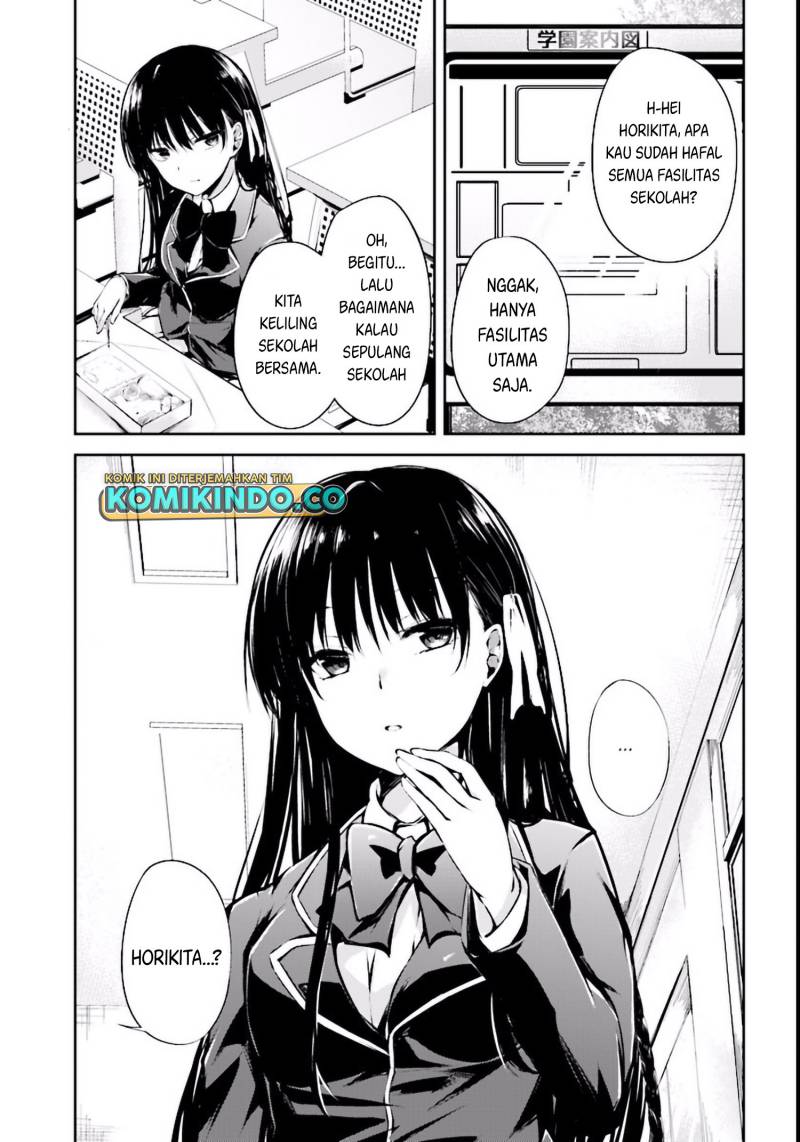 学園案内図
H-HEI
HORIKITA, APA
KAU SUDAH HAFAL
SEMUA FASILITAS
SEKOLAH?
NGGAK,
HANYA
FASILITAS
UTAMA
SAJA.
OH,
BEGITU...
LALU
BAGAIMANA
KALAU
SEPULANG
SEKOLAH
KITA
KELILING
SEKOLAH
BERSAMA.
KOMIK INI DITERJEMAHKAN TIM
KOMIKINDO.CO
...
HORIKITA...?